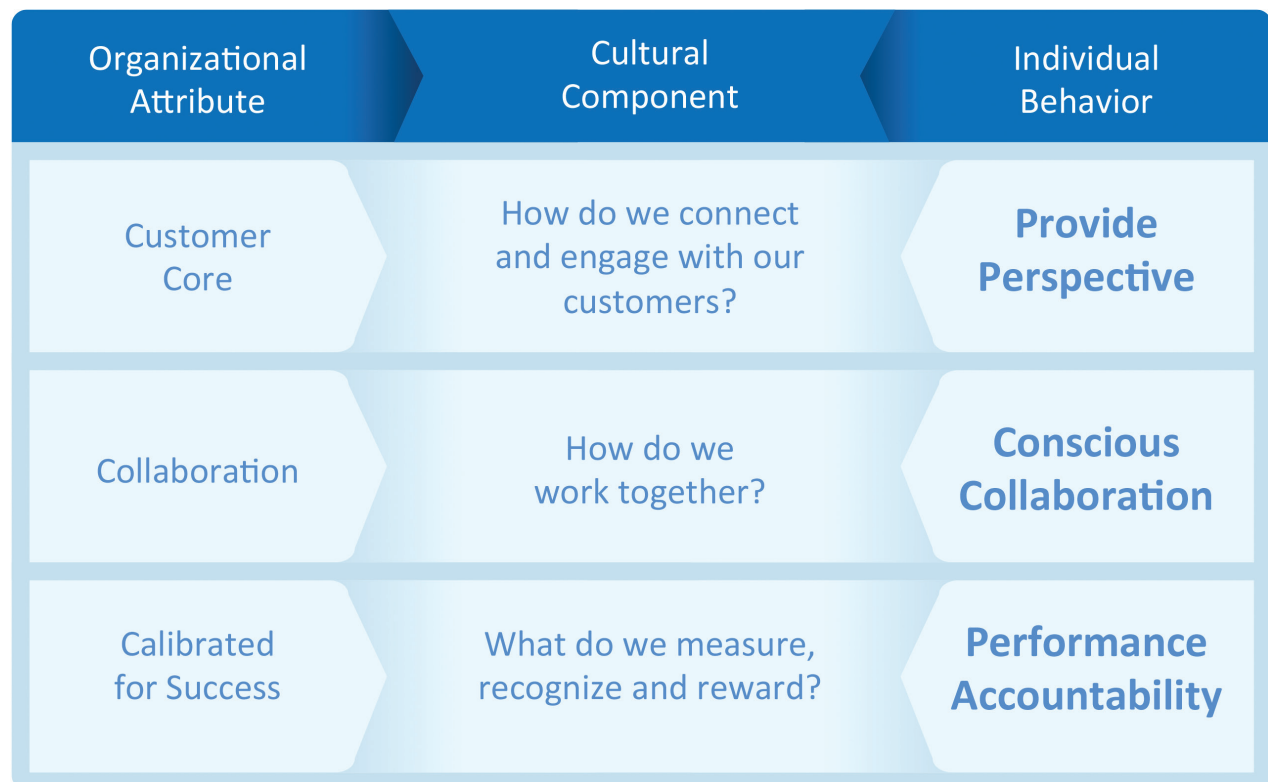 Organizational
Attribute
Cultural
Component
Individual
Behavior
Customer
Core
How do we connect
and engage with our
customers?
Provide
Perspective
Collaboration
How do we
work together?
Conscious
Collaboration
Calibrated
for Success
What do we measure,
recognize and reward?
Performance
Accountability